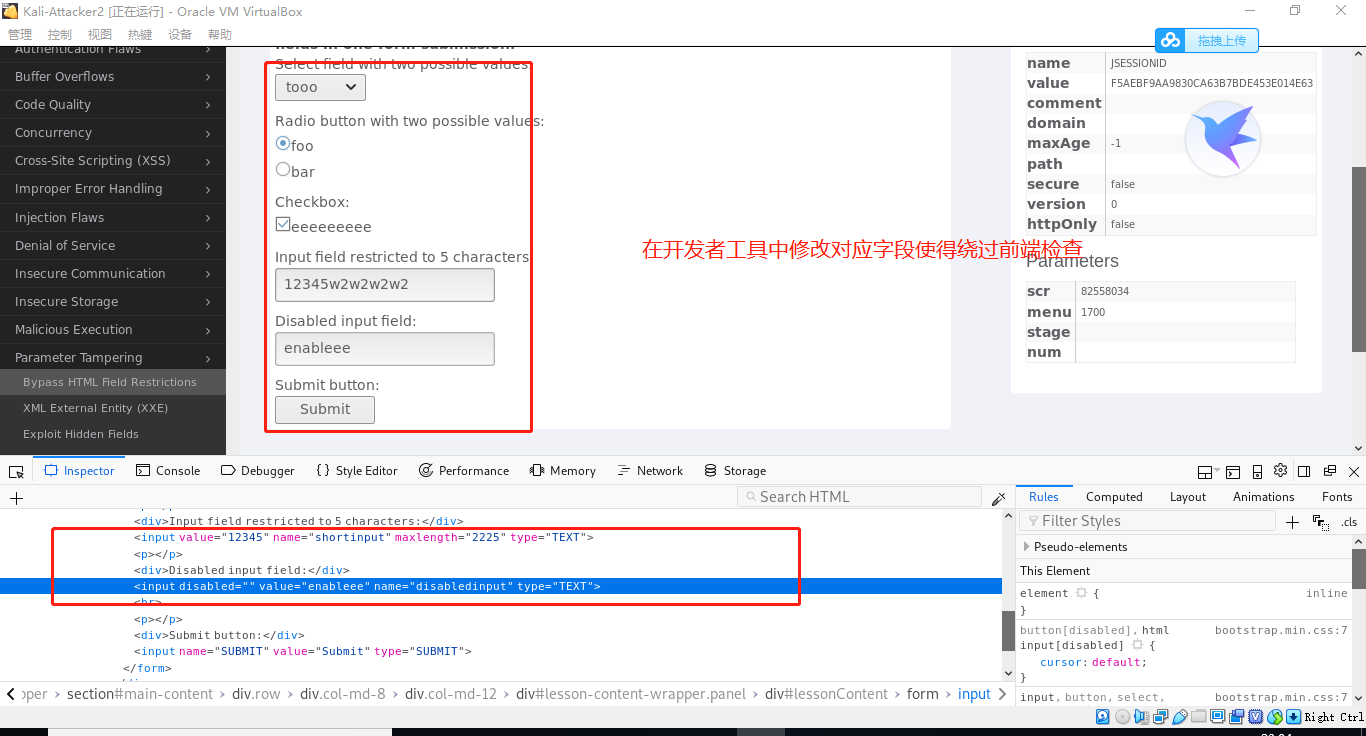 Kali-Attacker2 [正在运行] - Oracle VM VirtualBox
管理 控制 视图 热键 设备 帮助
拖拽上传
Authentication Flaws
Buffer Overflows
Code Quality
Concurrency
Cross-Site Scripting (XSS)
Improper Error Handling
Injection Flaws
Denial of Service
Insecure Communication
Insecure Storage
Malicious Execution
Parameter Tampering
Bypass HTML Field Restrictions
XML External Entity (XXE)
Exploit Hidden Fields
fields in one form submission.
Select field with two possible values
tooo
Radio button with two possible values:
foo
bar
Checkbox:
eeeeeeeeee
Input field restricted to 5 characters
12345w2w2w2w2
Disabled input field:
enableee
Submit button:
Submit
在开发者工具中修改对应字段使得绕过前端检查
name JSESSIONID
value F5AEBF9AA9830CA63B7BDE453E014E63
comment
domain
maxAge -1
path
secure false
version 0
httpOnly false
Parameters
scr 82558034
menu 1700
stage
num
Inspector Console Debugger {} Style Editor Performance Memory Network Storage
+ Search HTML
<div>Input field restricted to 5 characters:</div>
<input value="12345" name="shortinput" maxlength="2225" type="TEXT">
<p></p>
<div>Disabled input field:</div>
<input disabled="" value="enableee" name="disabledinput" type="TEXT">
<br>
<p></p>
<div>Submit button:</div>
<input name="SUBMIT" value="Submit" type="SUBMIT">
</form>
section#main-content > div.row > div.col-md-8 > div.col-md-12 > div#lesson-content-wrapper.panel > div#lessonContent > form > input
Rules Computed Layout Animations Fonts
Filter Styles + .cls
Pseudo-elements
This Element
element { inline
}
button[disabled], html bootstrap.min.css:7
input[disabled] {
cursor: default;
}
input, button, select, bootstrap.min.css:7
Right Ctrl